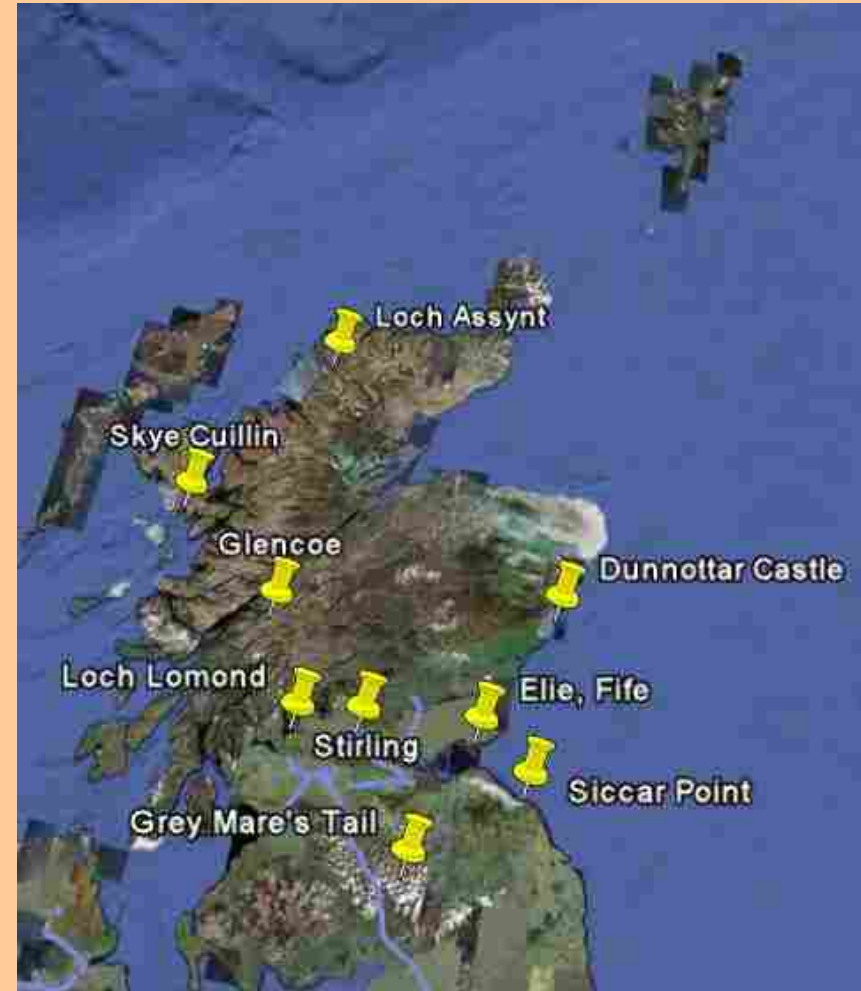 Loch Assynt
Skye Cuillin
Glencoe
Dunnottar Castle
Loch Lomond
Elie, Fife
Stirling
Siccar Point
Grey Mare's Tail